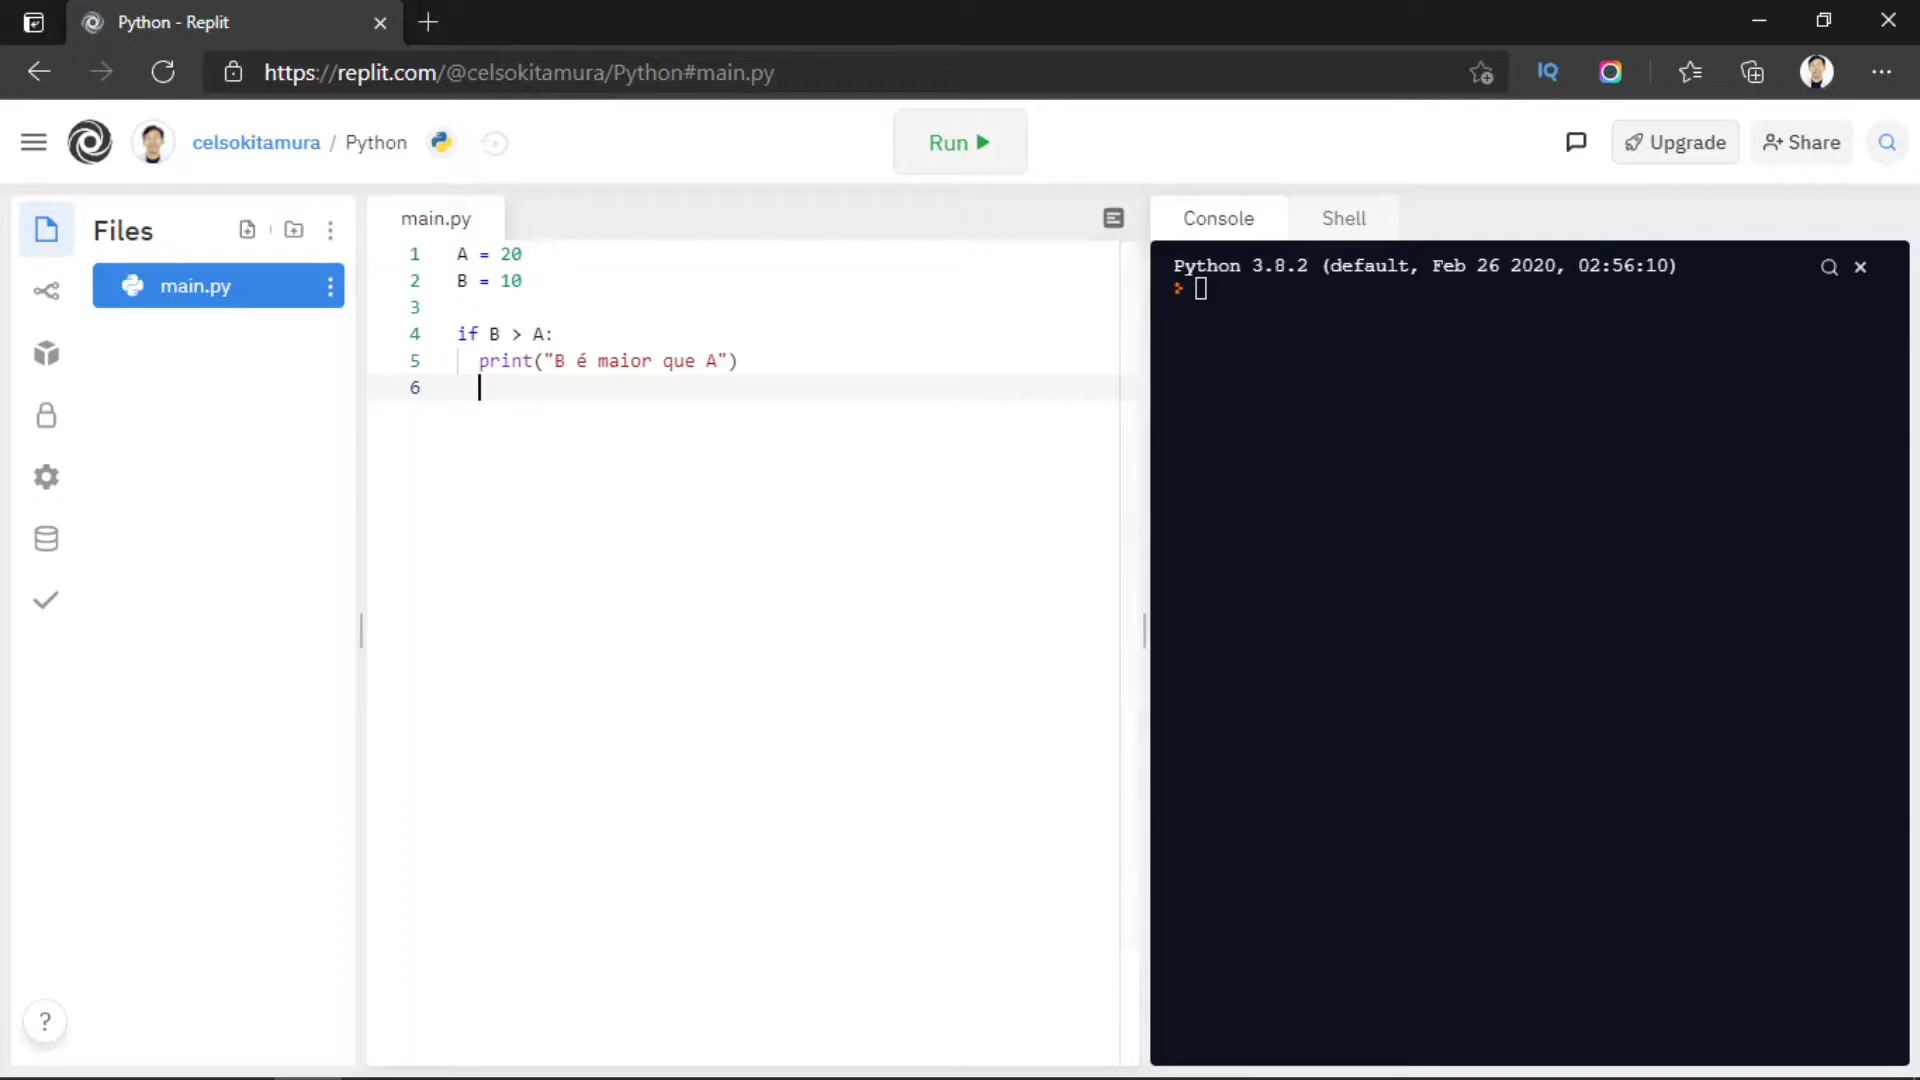 Python - Replit
https://replit.com/@celsokitamura/Python#main.py
IQ
celsokitamura / Python
Run
Upgrade
Share
Files
main.py
main.py
1 A = 20
2 B = 10
3
4 if B > A:
5 print("B é maior que A")
6
Console
Shell
Python 3.8.2 (default, Feb 26 2020, 02:56:10)
?